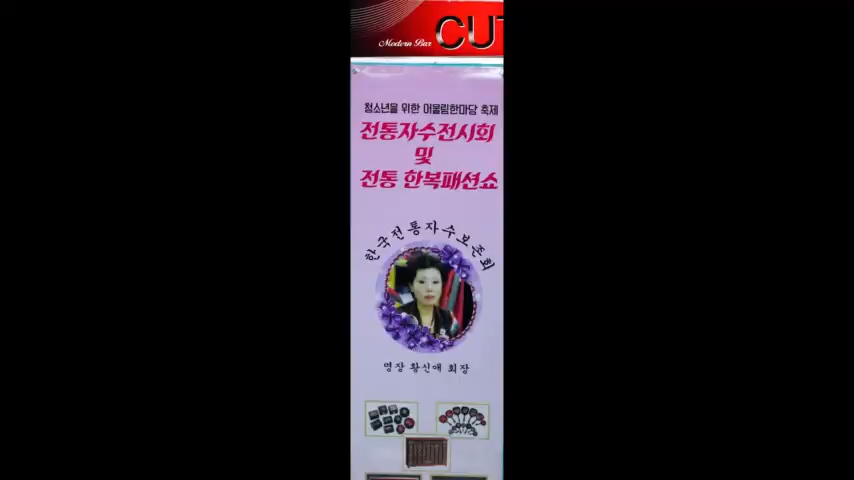 Modern Bar CUT
청소년을 위한 어울림한마당 축제
전통자수전시회
및
전통 한복패션쇼
한국전통자수보존회
명장 황신애 회장